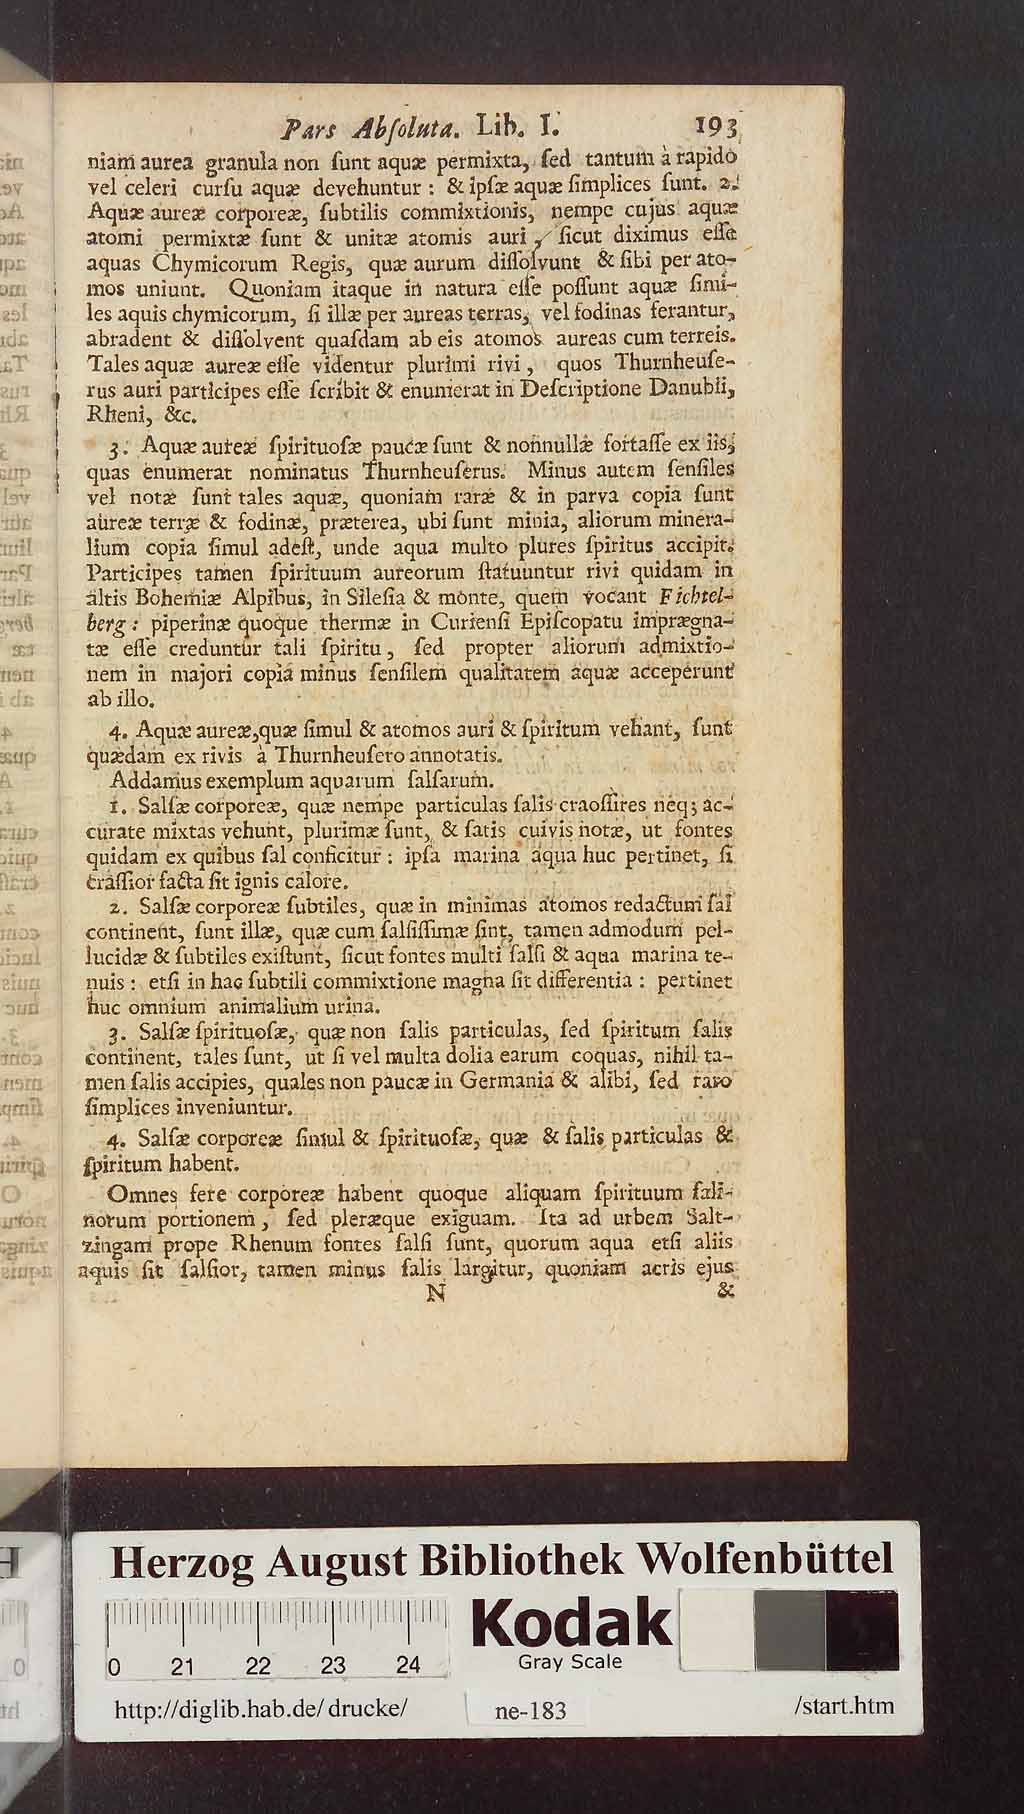 Pars Abſoluta. Lib. I. 193
niam aurea granula non ſunt aquæ permixta, ſed tantum à rapido
vel celeri curſu aquæ devehuntur : & ipſæ aquæ ſimplices ſunt. 2.
Aquæ aureæ corporeæ, ſubtilis commixtionis, nempe cujus aquæ
atomi permixtæ ſunt & unitæ atomis auri, ſicut diximus eſſe
aquas Chymicorum Regis, quæ aurum diſſolvunt & ſibi per ato-
mos uniunt. Quoniam itaque in natura eſſe poſſunt aquæ ſimi-
les aquis chymicorum, ſi illæ per aureas terras, vel fodinas ferantur,
abradent & diſſolvent quaſdam ab eis atomos aureas cum terreis.
Tales aquæ aureæ eſſe videntur plurimi rivi, quos Thurnheuſe-
rus auri participes eſſe ſcribit & enumerat in Deſcriptione Danubii,
Rheni, &c.
3. Aquæ aureæ ſpirituoſæ paucæ ſunt & nonnullæ fortaſſe ex iis,
quas enumerat nominatus Thurnheuſerus. Minus autem ſenſiles
vel notæ ſunt tales aquæ, quoniam raræ & in parva copia ſunt
aureæ terræ & fodinæ, præterea, ubi ſunt minia, aliorum minera-
lium copia ſimul adeſt, unde aqua multo plures ſpiritus accipit.
Participes tamen ſpirituum aureorum ſtatuuntur rivi quidam in
altis Bohemiæ Alpibus, in Sileſia & monte, quem vocant Fichtel-
berg : piperinæ quoque thermæ in Curienſi Epiſcopatu imprægna-
tæ eſſe creduntur tali ſpiritu, ſed propter aliorum admixtio-
nem in majori copia minus ſenſilem qualitatem aquæ acceperunt
ab illo.
4. Aquæ aureæ, quæ ſimul & atomos auri & ſpiritum vehant, ſunt
quædam ex rivis à Thurnheuſero annotatis.
Addamus exemplum aquarum ſalſarum.
1. Salſæ corporeæ, quæ nempe particulas ſalis craoſſires neq; ac-
curate mixtas vehunt, plurimæ ſunt, & ſatis cuivis notæ, ut fontes
quidam ex quibus ſal conficitur : ipſa marina aqua huc pertinet, ſi
craſſior facta ſit ignis calore.
2. Salſæ corporeæ ſubtiles, quæ in minimas atomos redactum ſal
continent, ſunt illæ, quæ cum ſalſiſſimæ ſint, tamen admodum pel-
lucidæ & ſubtiles exiſtunt, ſicut fontes multi ſalſi & aqua marina te-
nuis : etſi in hac ſubtili commixtione magna ſit differentia : pertinet
huc omnium animalium urina.
3. Salſæ ſpirituoſæ, quæ non ſalis particulas, ſed ſpiritum ſalis
continent, tales ſunt, ut ſi vel multa dolia earum coquas, nihil ta-
men ſalis accipies, quales non paucæ in Germania & alibi, ſed raro
ſimplices inveniuntur.
4. Salſæ corporeæ ſimul & ſpirituoſæ, quæ & ſalis particulas &
ſpiritum habent.
Omnes fere corporeæ habent quoque aliquam ſpirituum ſali-
norum portionem, ſed pleræque exiguam. Ita ad urbem Salt-
zingam prope Rhenum fontes ſalſi ſunt, quorum aqua etſi aliis
aquis ſit ſalſior, tamen minus ſalis largitur, quoniam acris ejus
N &
Herzog August Bibliothek Wolfenbüttel
0 21 22 23 24
Kodak
Gray Scale
http://diglib.hab.de/drucke/ ne-183 /start.htm